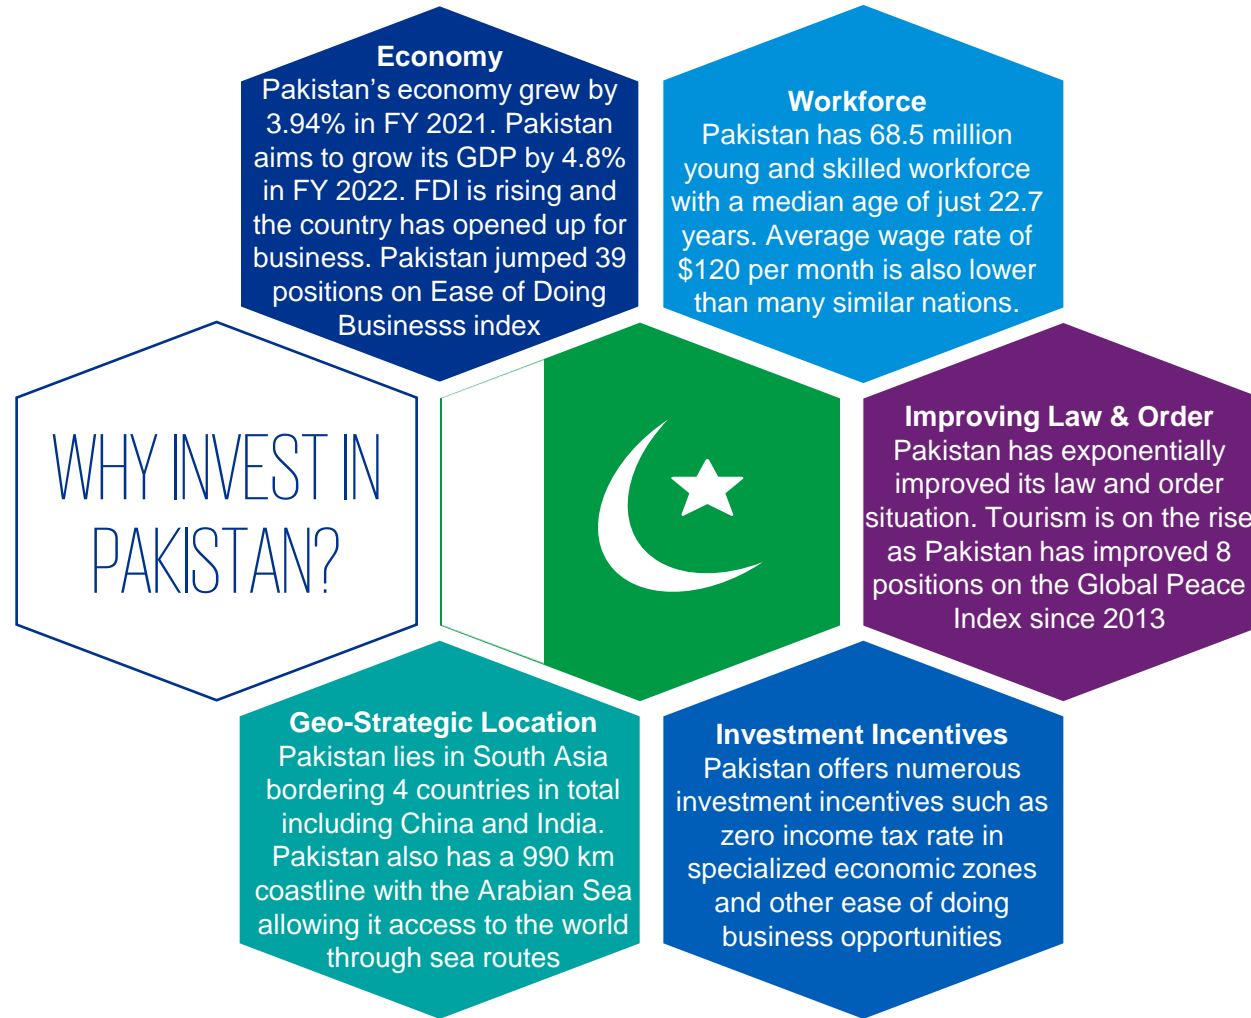 Economy
Pakistan’s economy grew by
3.94% in FY 2021. Pakistan
aims to grow its GDP by 4.8%
in FY 2022. FDI is rising and
the country has opened up for
business. Pakistan jumped 39
positions on Ease of Doing
Businesss index
Workforce
Pakistan has 68.5 million
young and skilled workforce
with a median age of just 22.7
years. Average wage rate of
$120 per month is also lower
than many similar nations.
WHY INVEST IN
PAKISTAN?
Improving Law & Order
Pakistan has exponentially
improved its law and order
situation. Tourism is on the rise
as Pakistan has improved 8
positions on the Global Peace
Index since 2013
Geo-Strategic Location
Pakistan lies in South Asia
bordering 4 countries in total
including China and India.
Pakistan also has a 990 km
coastline with the Arabian Sea
allowing it access to the world
through sea routes
Investment Incentives
Pakistan offers numerous
investment incentives such as
zero income tax rate in
specialized economic zones
and other ease of doing
business opportunities